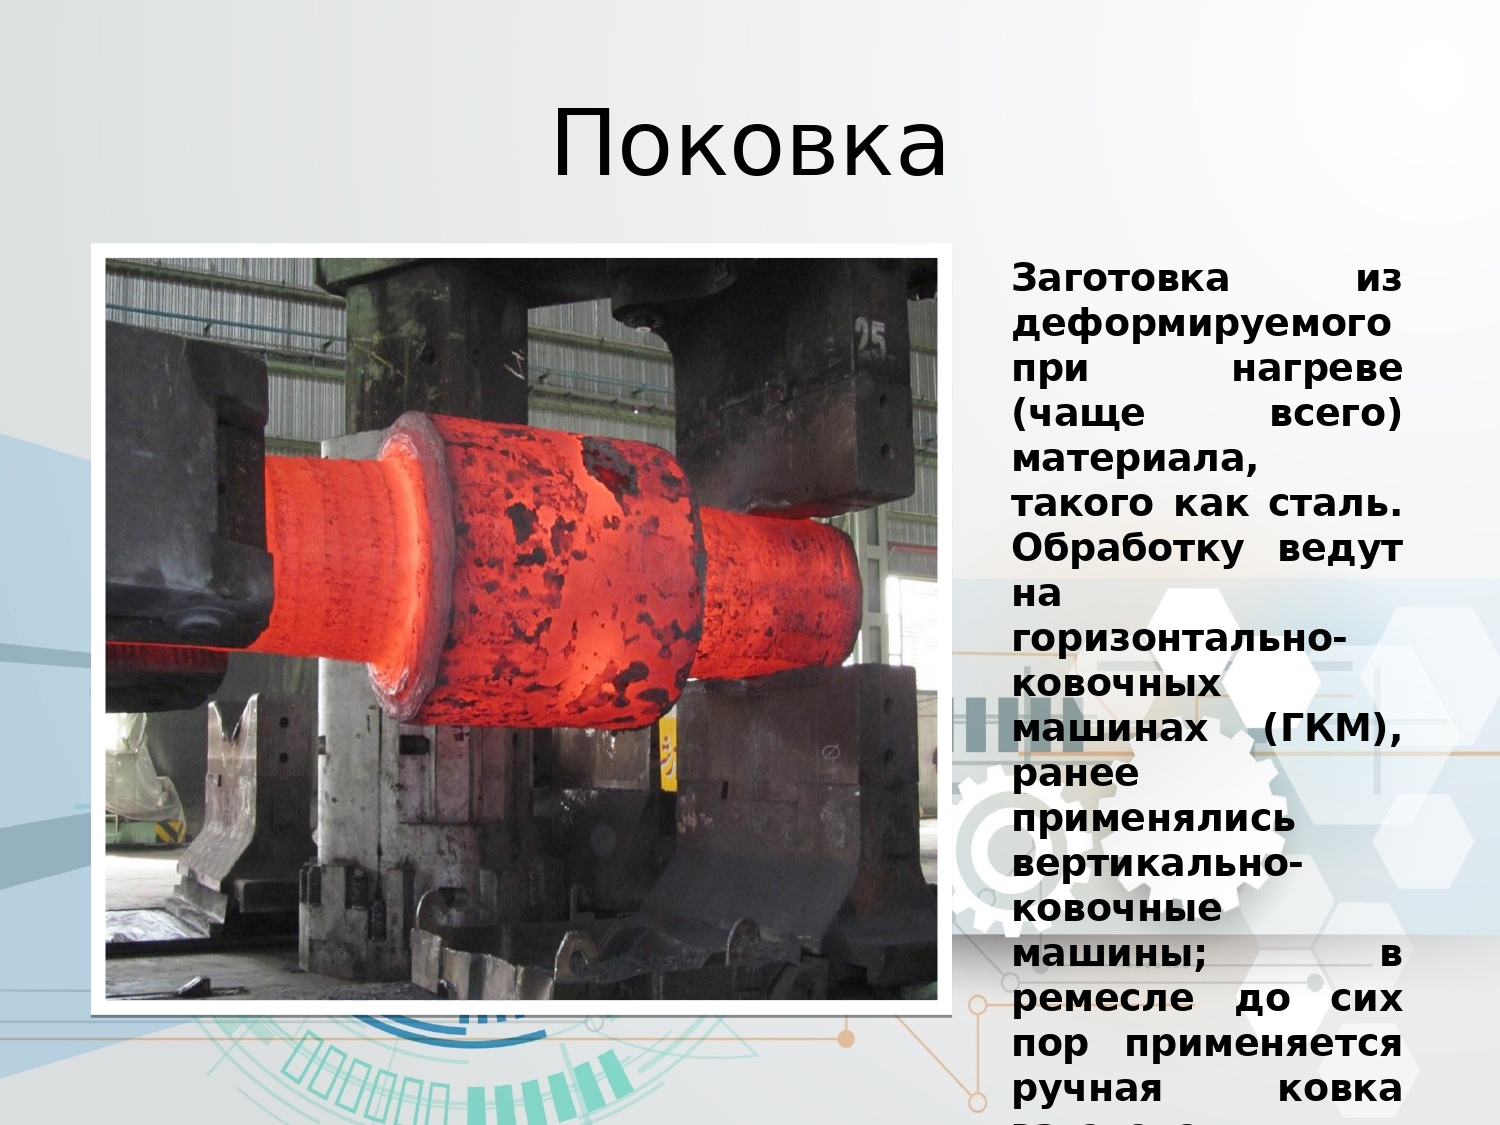 Поковка
25
Заготовка из
деформируемого
при нагреве
(чаще всего)
материала,
такого как сталь.
Обработку ведут
на
горизонтально-
ковочных
машинах (ГКМ),
ранее
применялись
вертикально-
ковочные
машины; в
ремесле до сих
пор применяется
ручная ковка